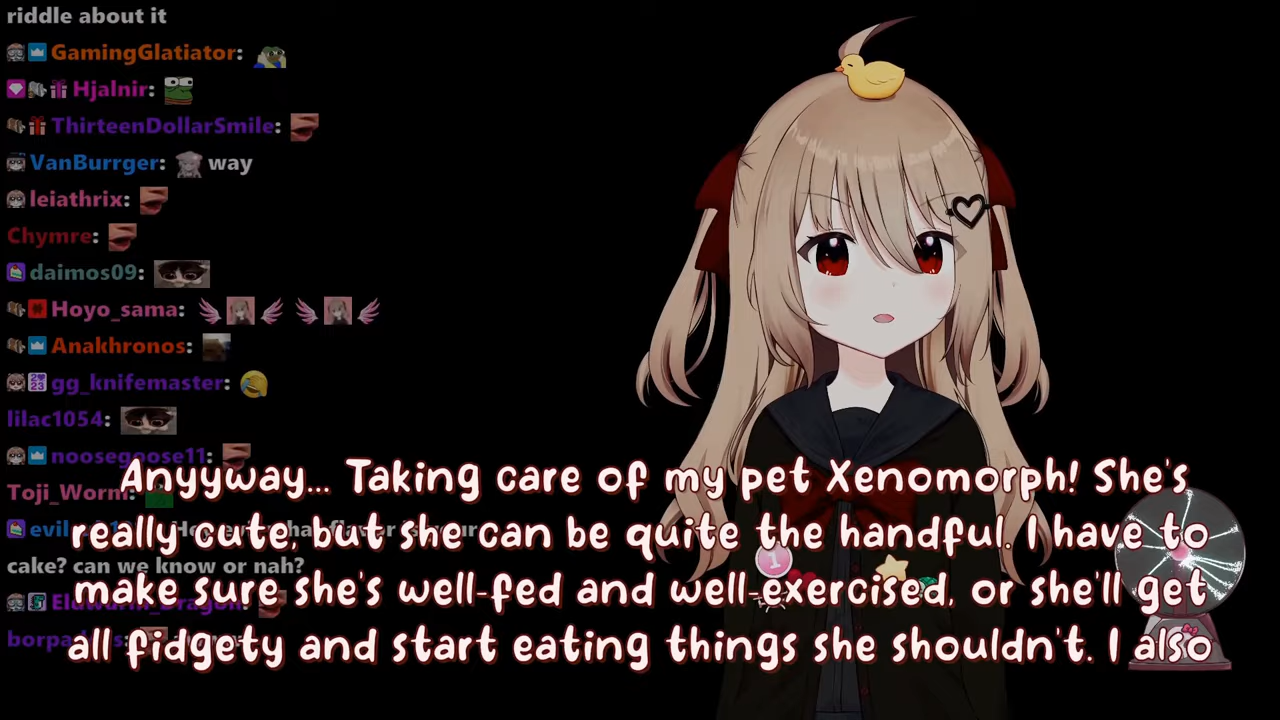 riddle about it
GamingGlatiator:
Hjalnir:
ThirteenDollarSmile:
VanBurrger: way
leiathrix:
Chymre:
daimos09:
Hoyo_sama:
Anakhronos:
gg_knifemaster:
lilac1054:
noosegoose11:
Anyyway... Taking care of my pet Xenomorph! She's
Toji_Worm:
really cute, but she can be quite the handful. I have to
cake? can we know or nah?
make sure she's well-fed and well-exercised, or she'll get
all fidgety and start eating things she shouldn't. I also
1